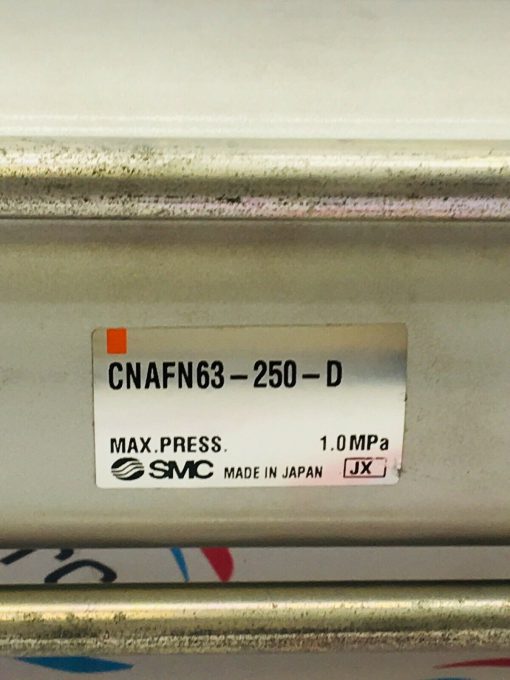 CNAFN63-250-D
MAX.PRESS. 1.0MPa
SMC MADE IN JAPAN JX